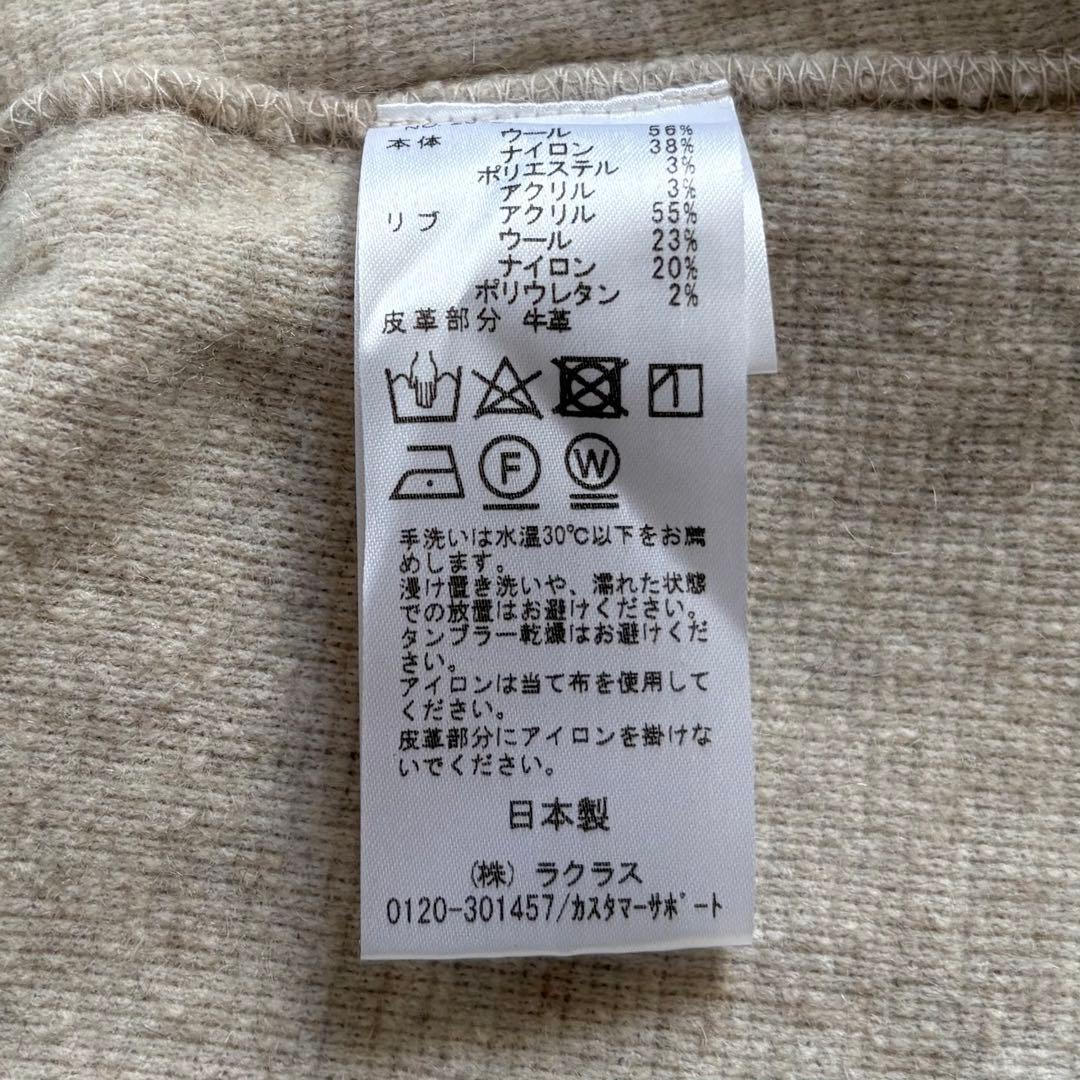 本体 ウール 56%
ナイロン 38%
ポリエステル 3%
アクリル 3%
リブ アクリル 55%
ウール 23%
ナイロン 20%
ポリウレタン 2%
皮革部分 牛革
F W
手洗いは水温30℃以下をお薦
めします。
浸け置き洗いや、濡れた状態
での放置はお避けください。
タンブラー乾燥はお避けくだ
さい。
アイロンは当て布を使用して
ください。
皮革部分にアイロンを掛けな
いでください。
日本製
(株) ラクラス
0120-301457/ｶｽﾀﾏｰｻﾎﾟｰﾄ